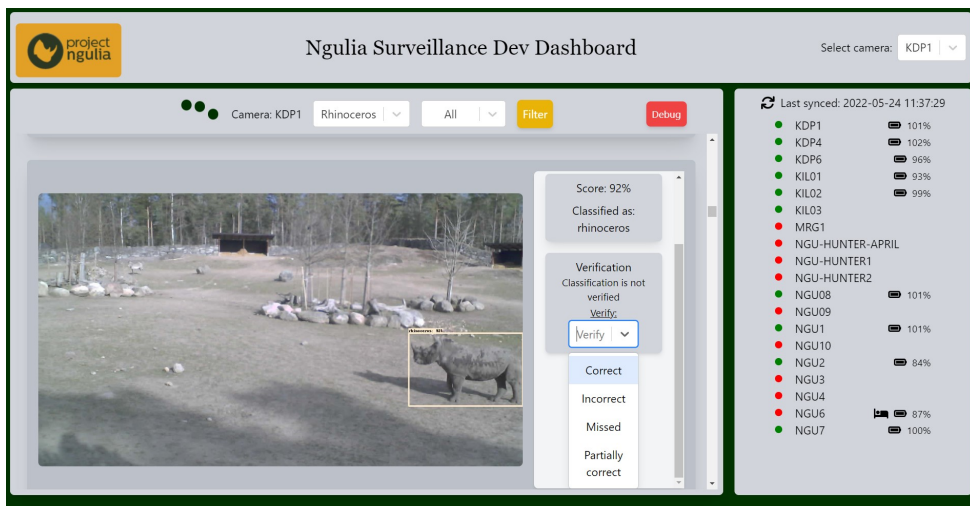 project
ngulia
Ngulia Surveillance Dev Dashboard
Select camera: KDP1
Camera: KDP1 Rhinoceros All Filter Debug
Score: 92%
Classified as:
rhinoceros
Verification
Classification is not
verified
Verify:
Verify
Correct
Incorrect
Missed
Partially
correct
rhinoceros:
Last synced: 2022-05-24 11:37:29
KDP1 101%
KDP4 102%
KDP6 96%
KIL01 93%
KIL02 99%
KIL03
MRG1
NGU-HUNTER-APRIL
NGU-HUNTER1
NGU-HUNTER2
NGU08 101%
NGU09
NGU1 101%
NGU10
NGU2 84%
NGU3
NGU4
NGU6 87%
NGU7 100%